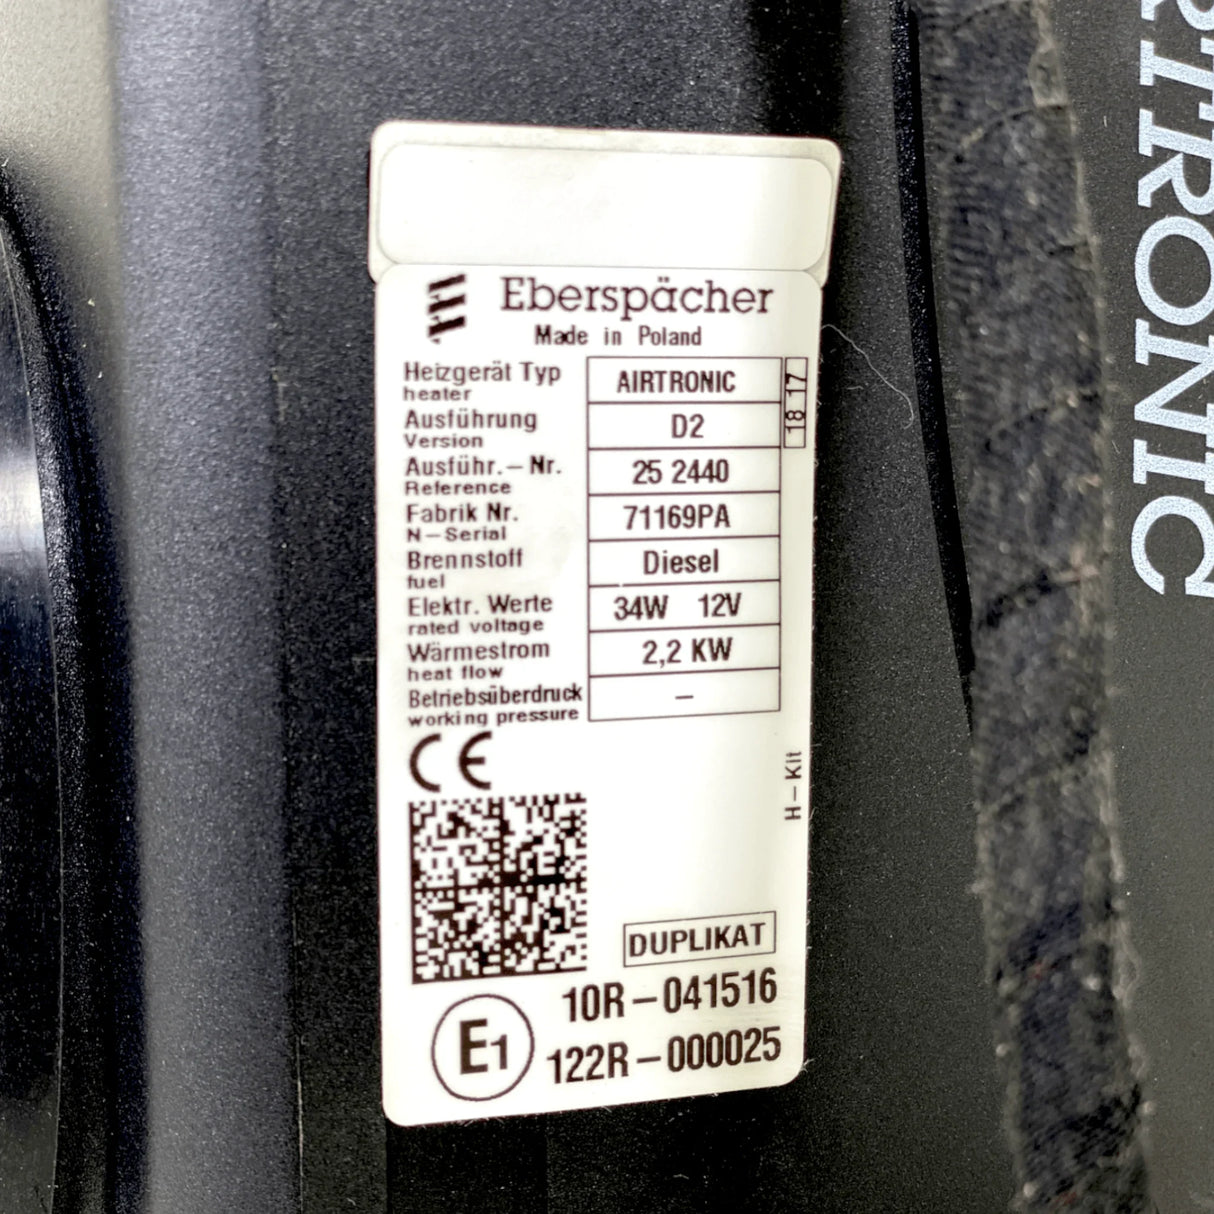 Eberspächer
Made in Poland
Heizgerät Typ AIRTRONIC
heater
Ausführung D2
Version
Ausführ.-Nr. 25 2440
Reference
Fabrik Nr. 71169PA
N-Serial
Brennstoff Diesel
fuel
Elektr. Werte 34W 12V
rated voltage
Wärmestrom 2,2 KW
heat flow
Betriebsüberdruck –
working pressure
18 17
H-Kit
CE
DUPLIKAT
10R-041516
E1 122R-000025
RTRONIC